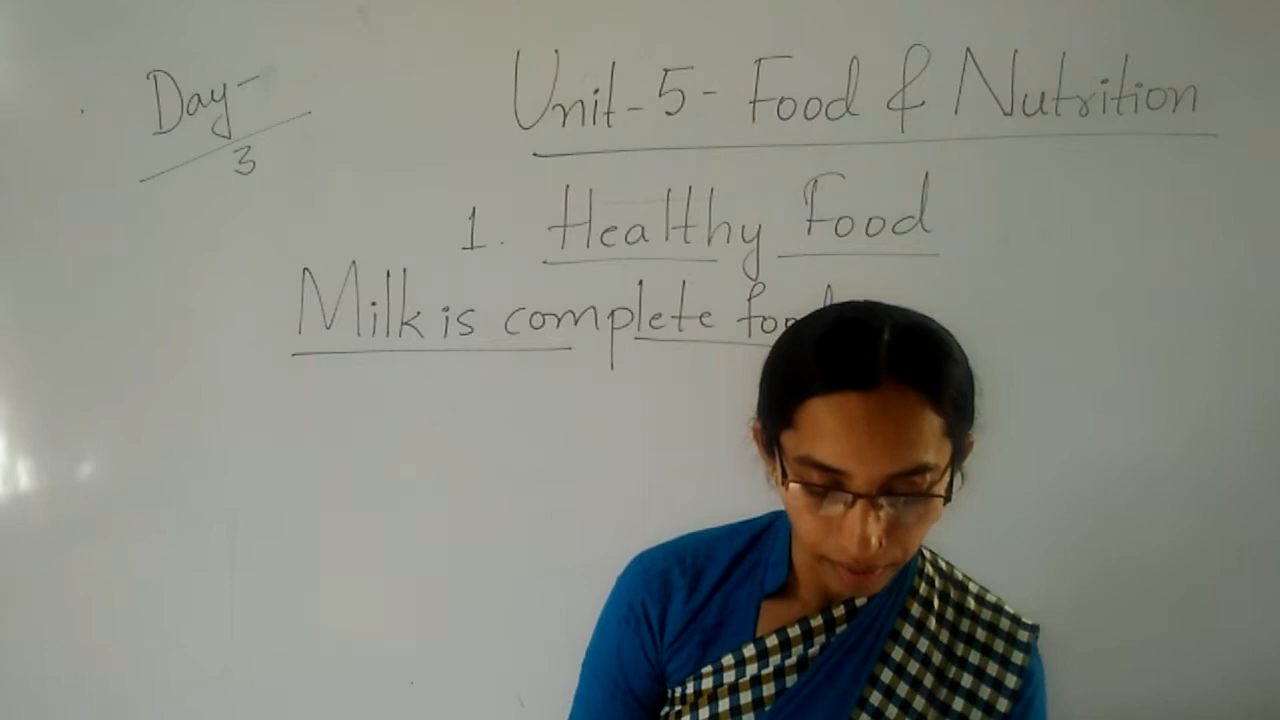 Day-
3
Unit-5- Food & Nutrition
1. Healthy Food
Milk is complete